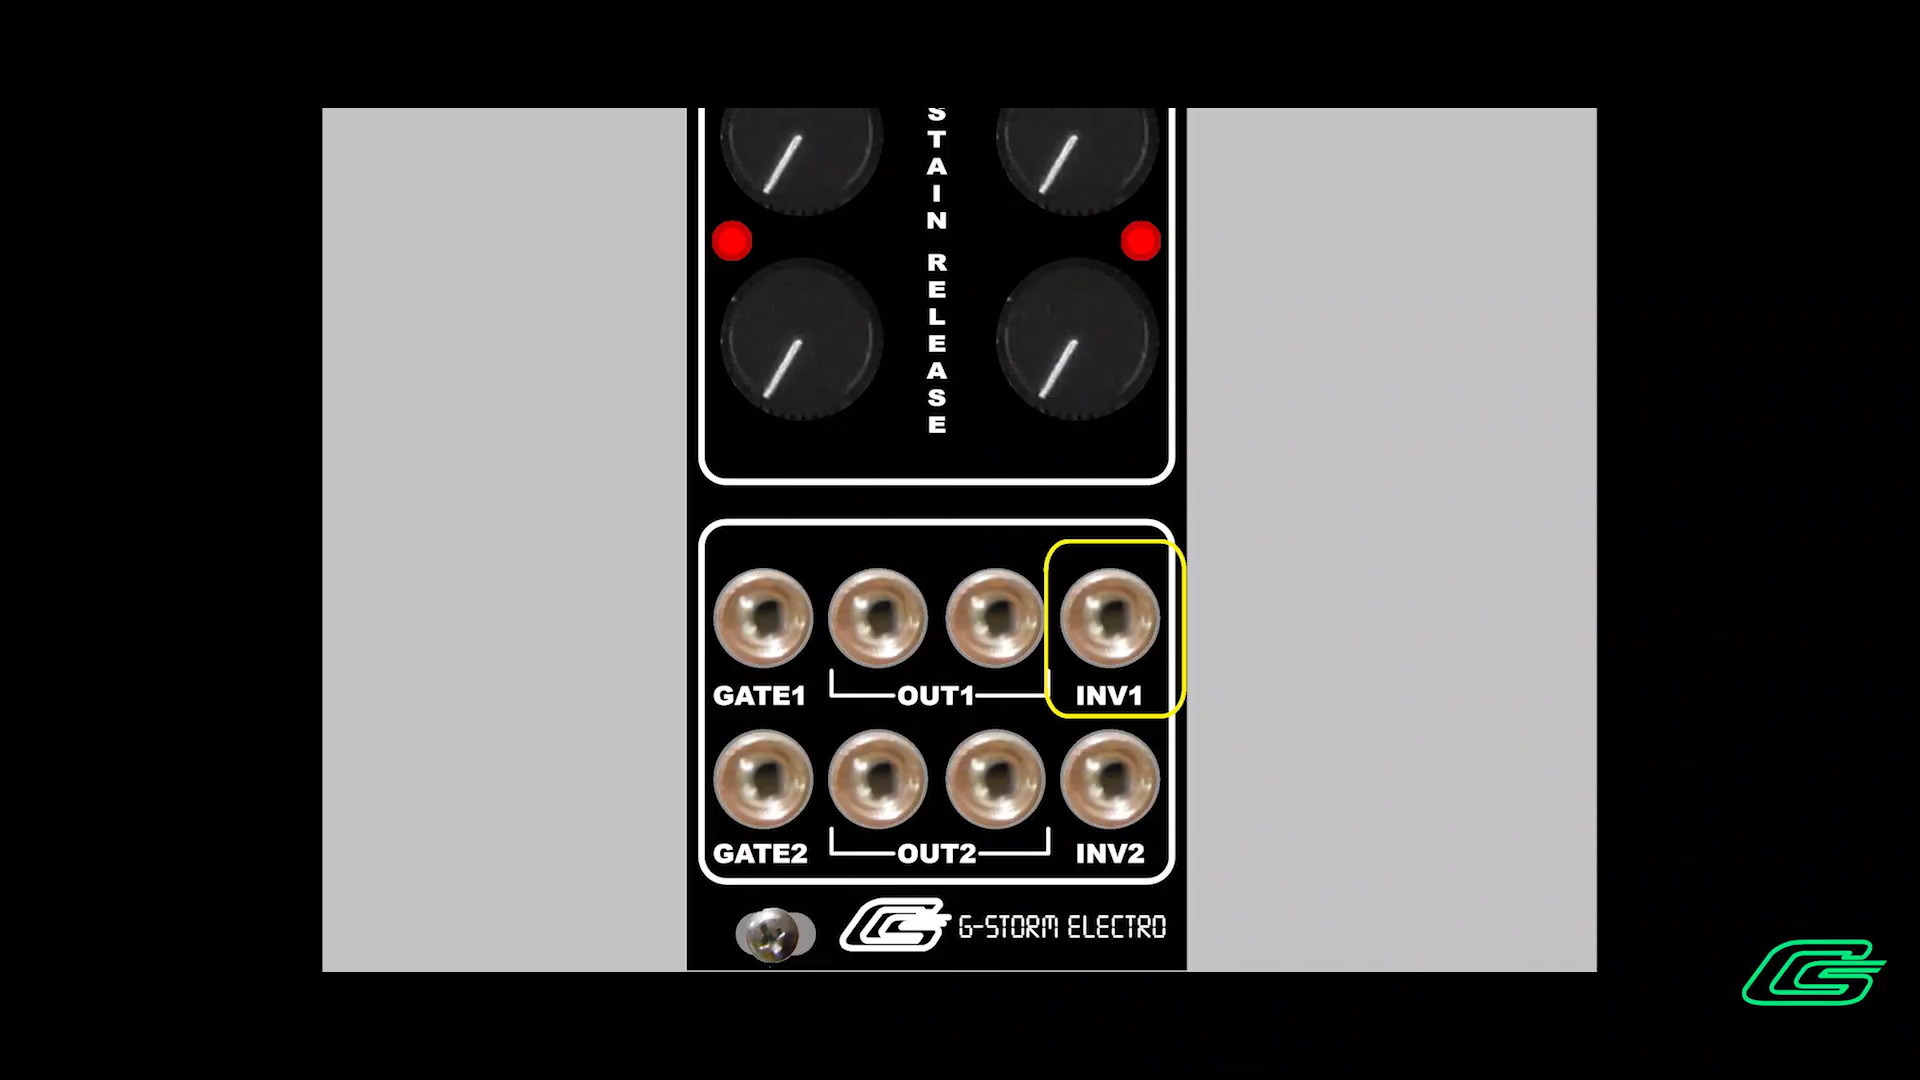 STAIN RELEASE
GATE1 OUT1 INV1
GATE2 OUT2 INV2
G-STORM ELECTRO